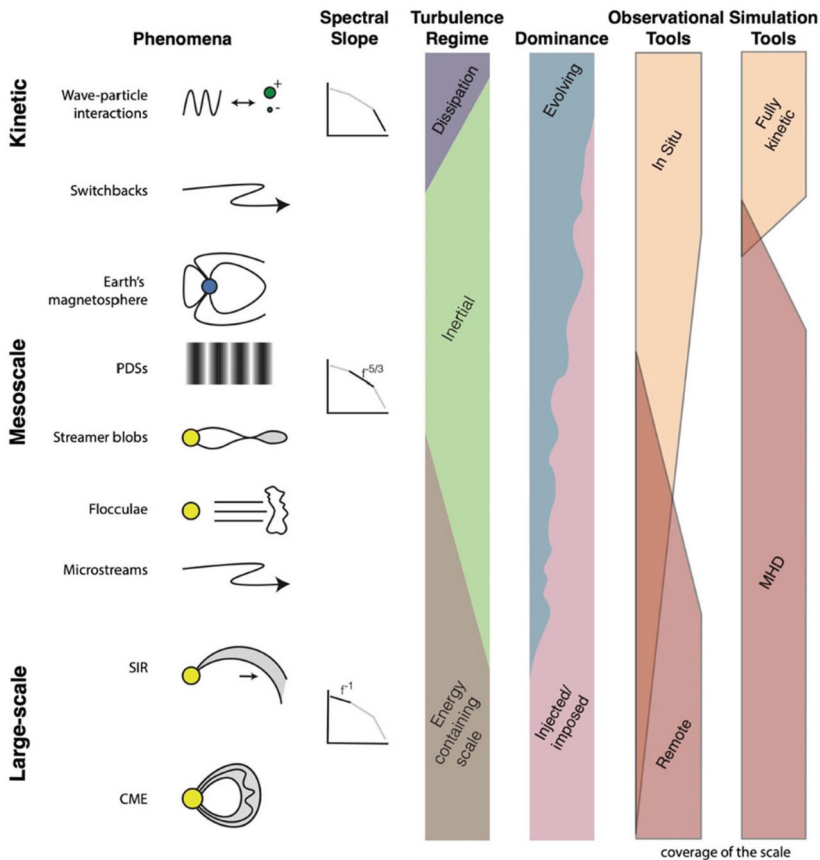 Spectral
Slope
Turbulence
Regime
Observational
Tools
Simulation
Tools
Phenomena
Dominance
Kinetic
Wave-particle
interactions
+
-
Dissipation
Evolving
In Situ
Fully
kinetic
Switchbacks
Earth's
magnetosphere
Inertial
Mesoscale
PDSs
f-5/3
Streamer blobs
Flocculae
Microstreams
MHD
Large-scale
SIR
f-1
Energy
containing
scale
Injected/
imposed
Remote
CME
coverage of the scale